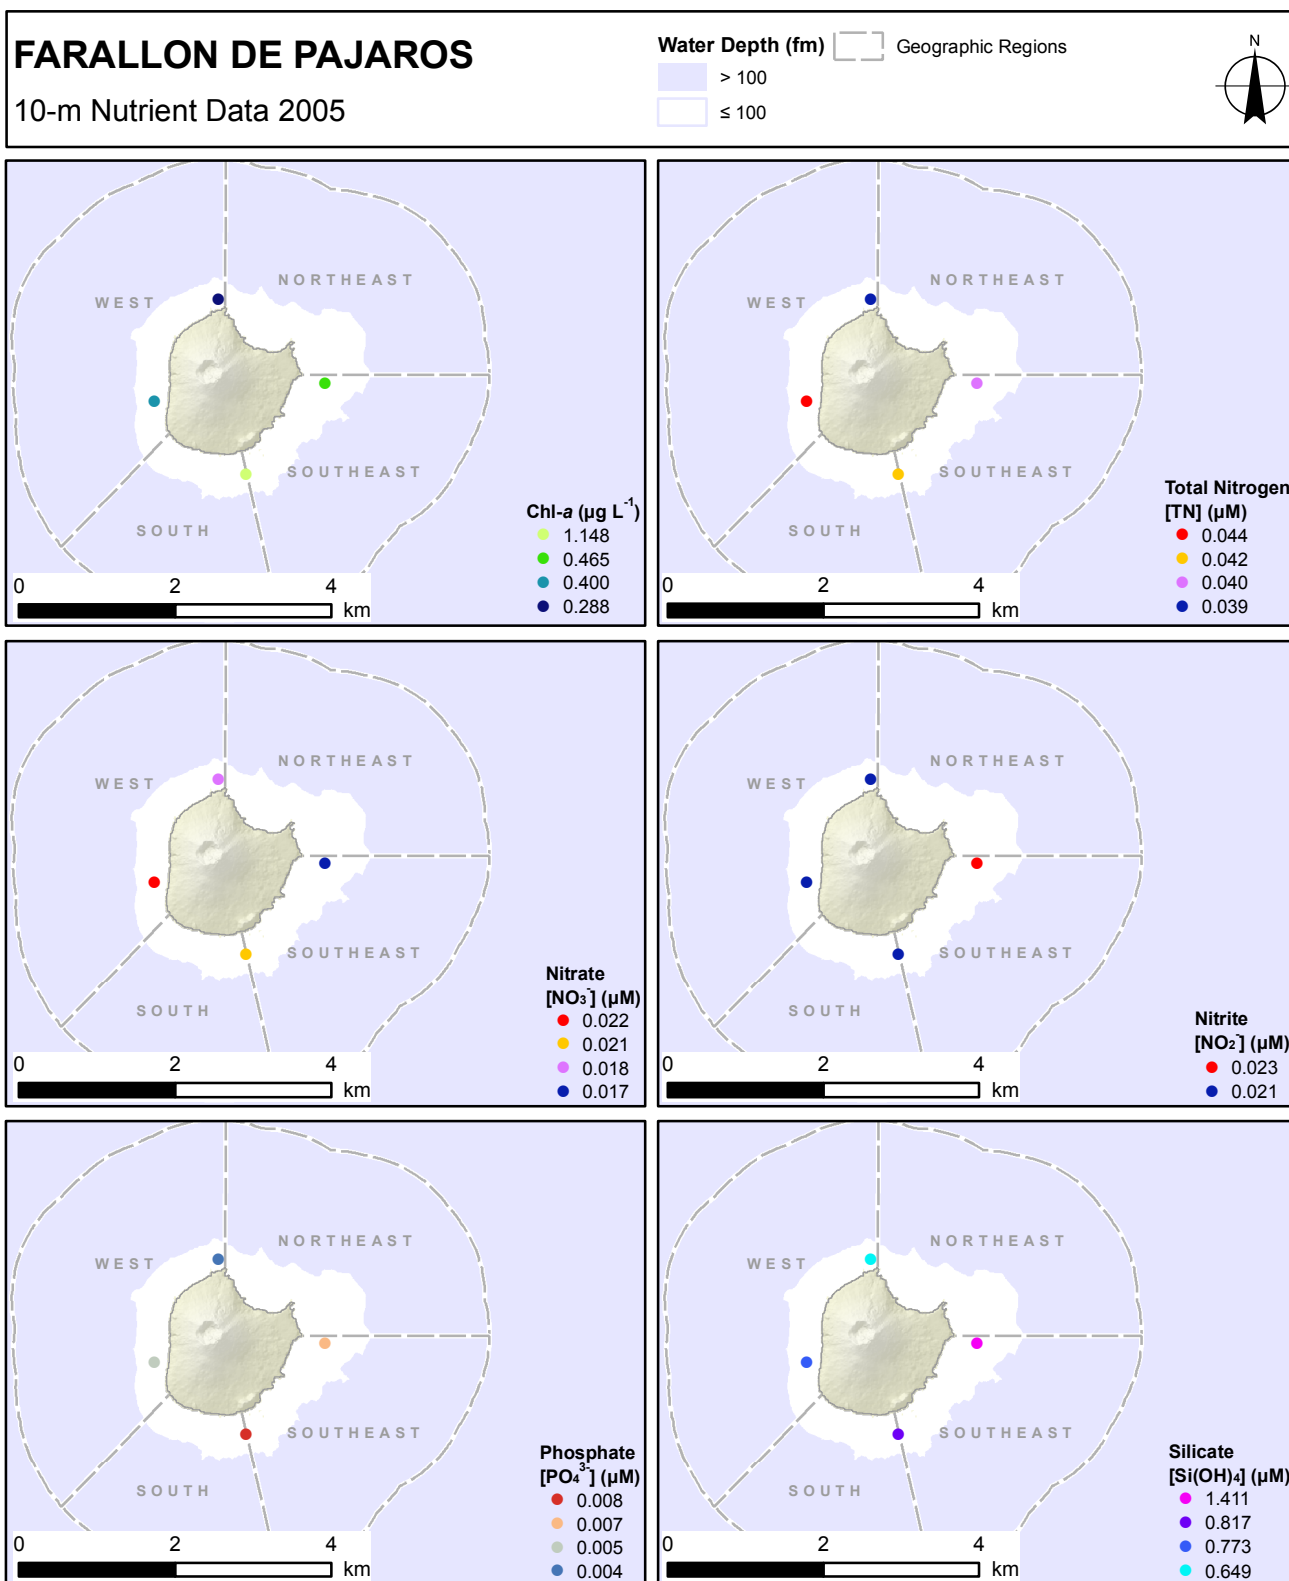 FARALLON DE PAJAROS
10-m Nutrient Data 2005
Water Depth (fm)
> 100
≤ 100
Geographic Regions
N
NORTHEAST
WEST
SOUTHEAST
SOUTH
Chl-a (µg L⁻¹)
1.148
0.465
0.400
0.288
0 2 4
km
NORTHEAST
WEST
SOUTHEAST
SOUTH
Total Nitrogen
[TN] (µM)
0.044
0.042
0.040
0.039
0 2 4
km
NORTHEAST
WEST
SOUTHEAST
SOUTH
Nitrate
[NO₃⁻] (µM)
0.022
0.021
0.018
0.017
0 2 4
km
NORTHEAST
WEST
SOUTHEAST
SOUTH
Nitrite
[NO₂⁻] (µM)
0.023
0.021
0 2 4
km
NORTHEAST
WEST
SOUTHEAST
SOUTH
Phosphate
[PO₄³⁻] (µM)
0.008
0.007
0.005
0.004
0 2 4
km
NORTHEAST
WEST
SOUTHEAST
SOUTH
Silicate
[Si(OH)₄] (µM)
1.411
0.817
0.773
0.649
0 2 4
km